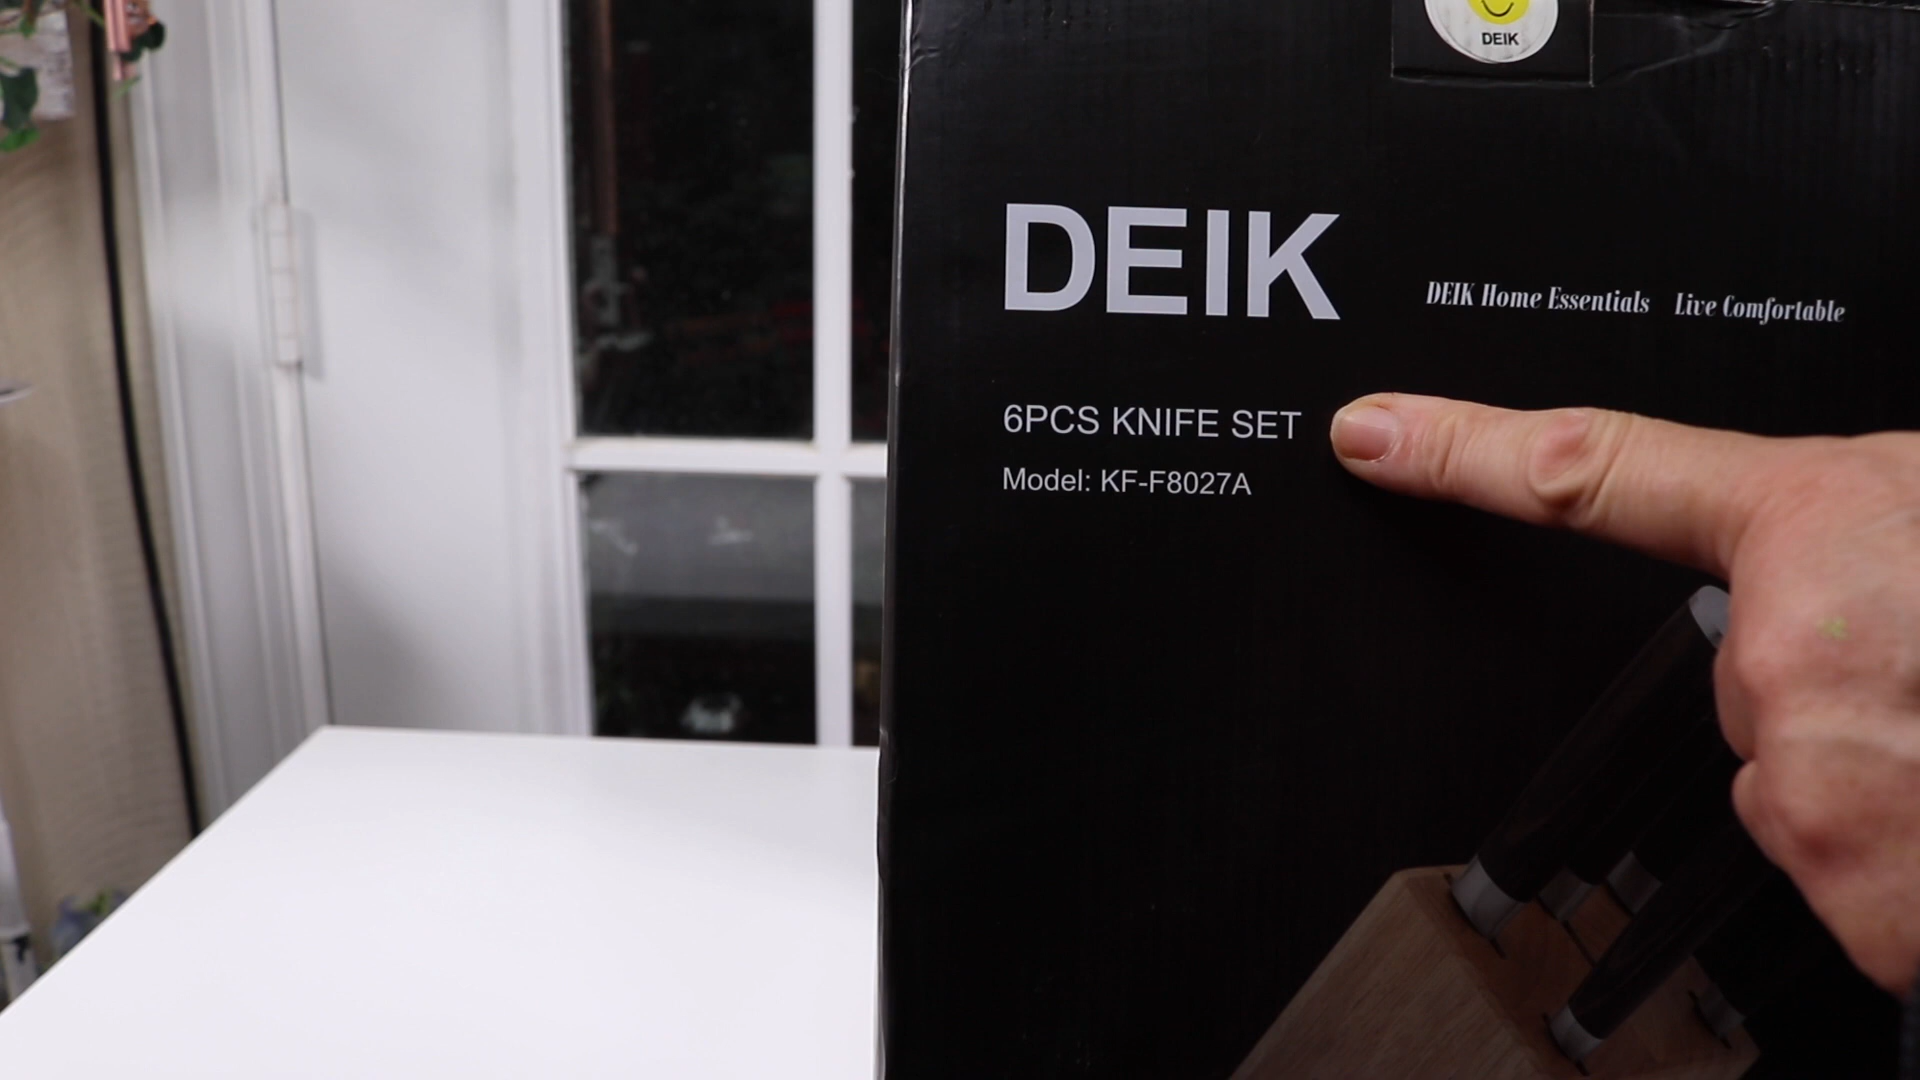 DEIK
DEIK
DEIK Home Essentials Live Comfortable
6PCS KNIFE SET
Model: KF-F8027A